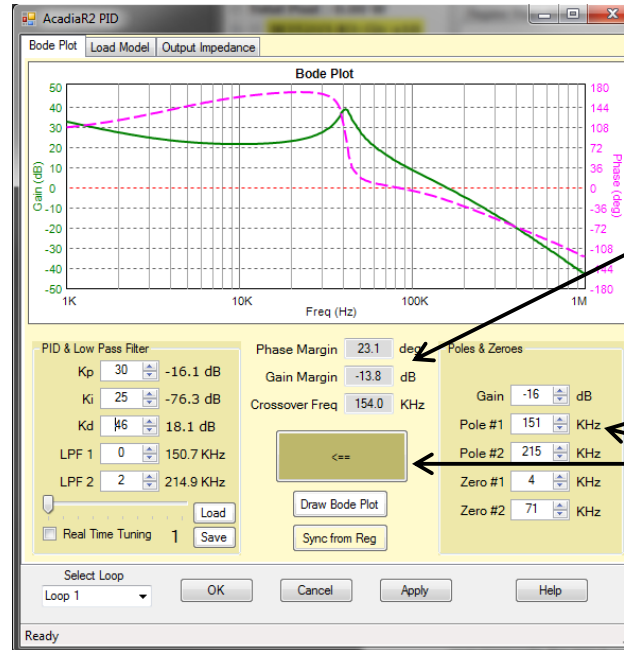 AcadiaR2 PID
Bode Plot Load Model Output Impedance
Bode Plot
50 180
40 144
30 108
20 72
10 36
0 0
-10 -36
-20 -72
-30 -108
-40 -144
-50 -180
Gain (dB)
Phase (deg)
1K 10K 100K 1M
Freq (Hz)
PID & Low Pass Filter
Kp 30 -16.1 dB
Ki 25 -76.3 dB
Kd 46 18.1 dB
LPF 1 0 150.7 KHz
LPF 2 2 214.9 KHz
Load
Real Time Tuning 1 Save
Phase Margin 23.1 deg
Gain Margin -13.8 dB
Crossover Freq 154.0 KHz
<==
Draw Bode Plot
Sync from Reg
Poles & Zeroes
Gain -16 dB
Pole #1 151 KHz
Pole #2 215 KHz
Zero #1 4 KHz
Zero #2 71 KHz
Select Loop
Loop 1 OK Cancel Apply Help
Ready